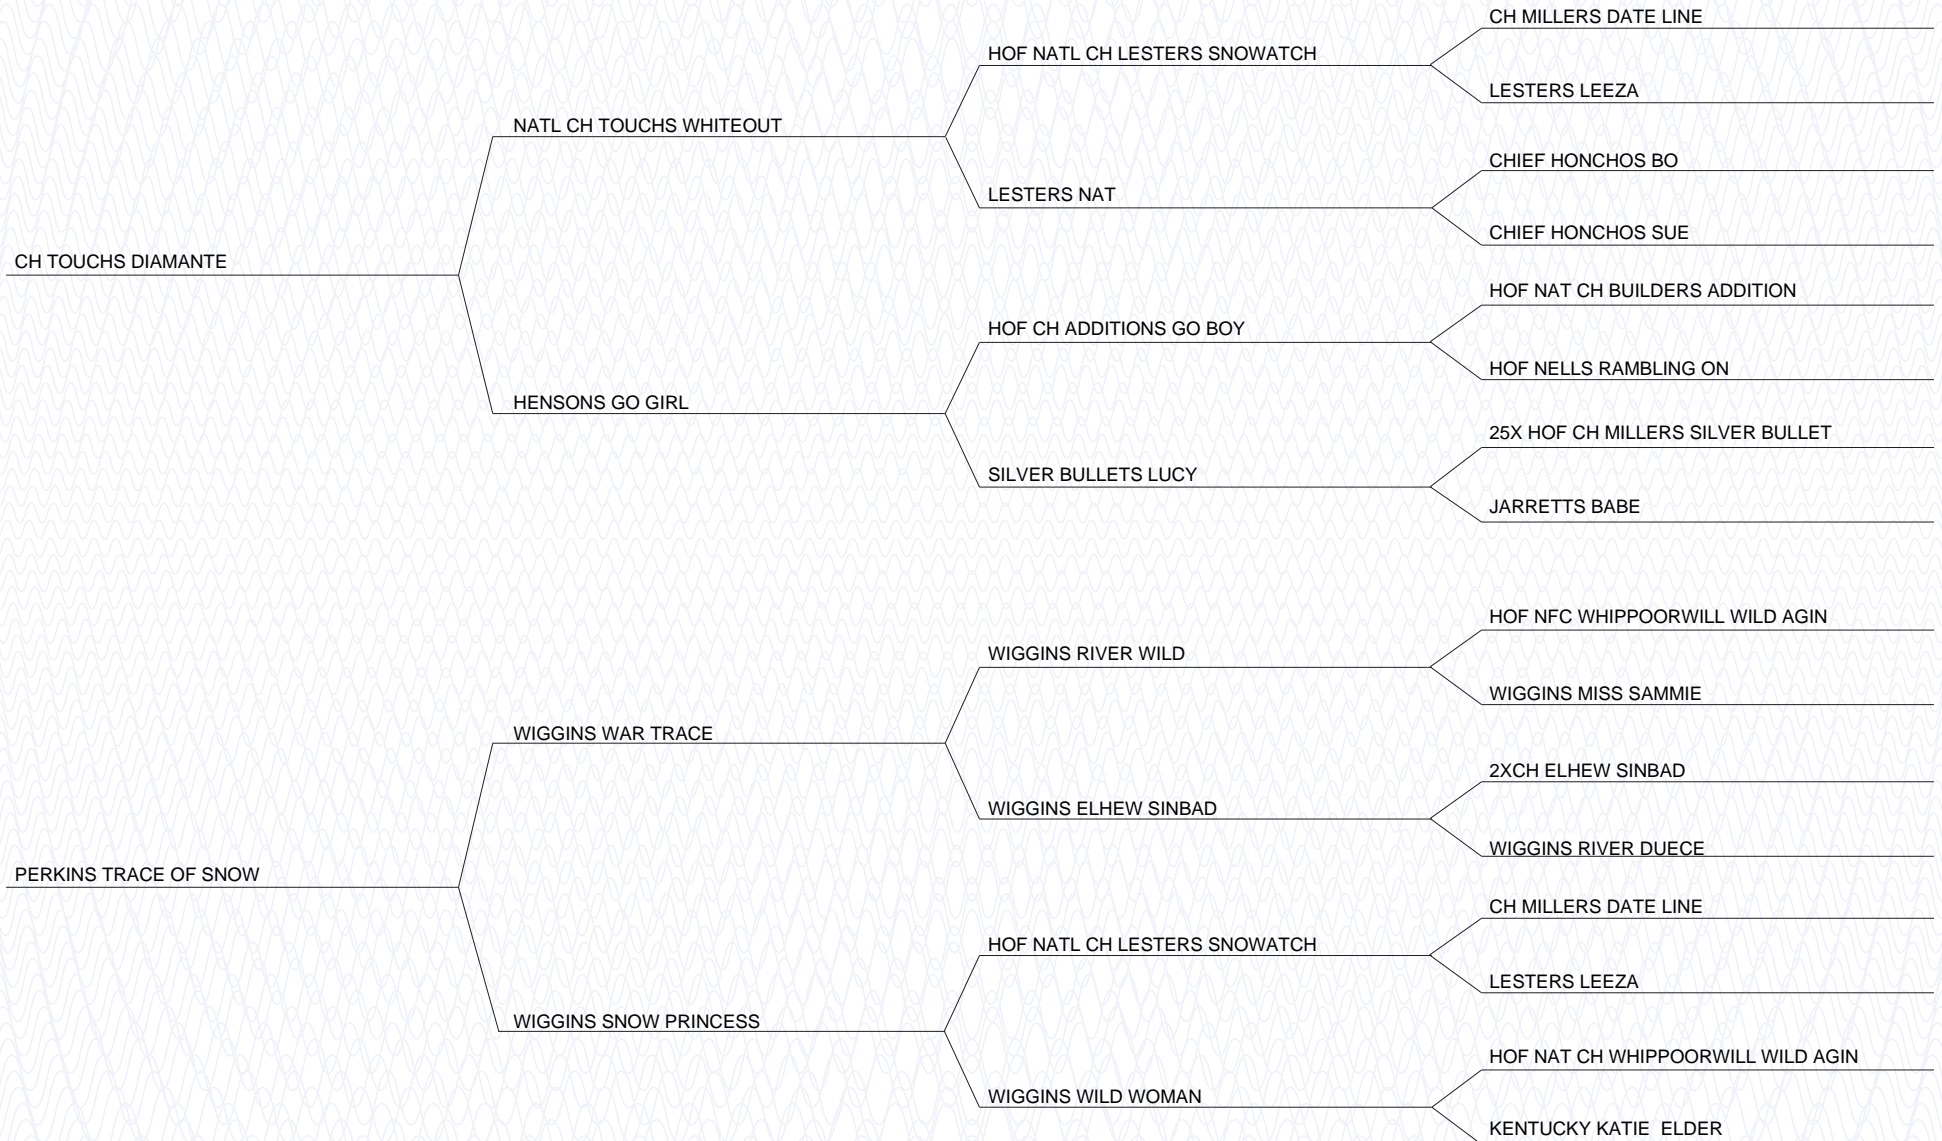 CH MILLERS DATE LINE
HOF NATL CH LESTERS SNOWATCH
LESTERS LEEZA
NATL CH TOUCHS WHITEOUT
CHIEF HONCHOS BO
LESTERS NAT
CHIEF HONCHOS SUE
CH TOUCHS DIAMANTE
HOF NAT CH BUILDERS ADDITION
HOF CH ADDITIONS GO BOY
HOF NELLS RAMBLING ON
HENSONS GO GIRL
25X HOF CH MILLERS SILVER BULLET
SILVER BULLETS LUCY
JARRETTS BABE
HOF NFC WHIPPOORWILL WILD AGIN
WIGGINS RIVER WILD
WIGGINS MISS SAMMIE
WIGGINS WAR TRACE
2XCH ELHEW SINBAD
WIGGINS ELHEW SINBAD
WIGGINS RIVER DUECE
PERKINS TRACE OF SNOW
CH MILLERS DATE LINE
HOF NATL CH LESTERS SNOWATCH
LESTERS LEEZA
WIGGINS SNOW PRINCESS
HOF NAT CH WHIPPOORWILL WILD AGIN
WIGGINS WILD WOMAN
KENTUCKY KATIE  ELDER